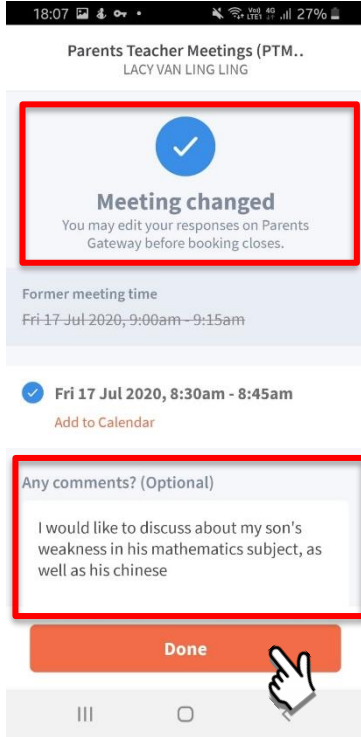 18:07 Vo)) LTE1 4G 27%
Parents Teacher Meetings (PTM..
LACY VAN LING LING
Meeting changed
You may edit your responses on Parents
Gateway before booking closes.
Former meeting time
Fri 17 Jul 2020, 9:00am - 9:15am
Fri 17 Jul 2020, 8:30am - 8:45am
Add to Calendar
Any comments? (Optional)
I would like to discuss about my son's
weakness in his mathematics subject, as
well as his chinese
Done